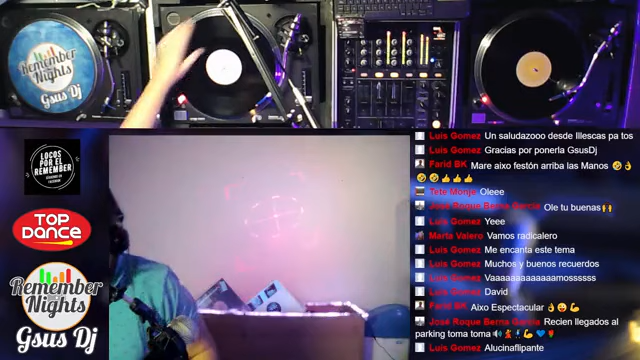 Remember
Nights
Gsus Dj
LOCOS
POR EL
REMEMBER
TOP
DANCE
Remember
Nights
Gsus Dj
Luis Gomez Un saludazooo desde Illescas pa tos
Luis Gomez Gracias por ponerla GsusDj
Farid BK Mare aixo festón arriba las Manos 🤣👌
🤣🤣👍👍👍
Tete Monje Oleee
José Roque Berna Garcia Ole tu buenas🙌
Luis Gomez Yeee
Marta Valero Vamos radicalero
Luis Gomez Me encanta este tema
Luis Gomez Muchos y buenos recuerdos
Luis Gomez Vaaaaaaaaaaaaamossssss
Luis Gomez David
Farid BK Aixo Espectacular 👌😀💪
José Roque Berna Garcia Recien llegados al
parking toma toma 🔊💃🕺💙❤
Luis Gomez Alucinaflipante